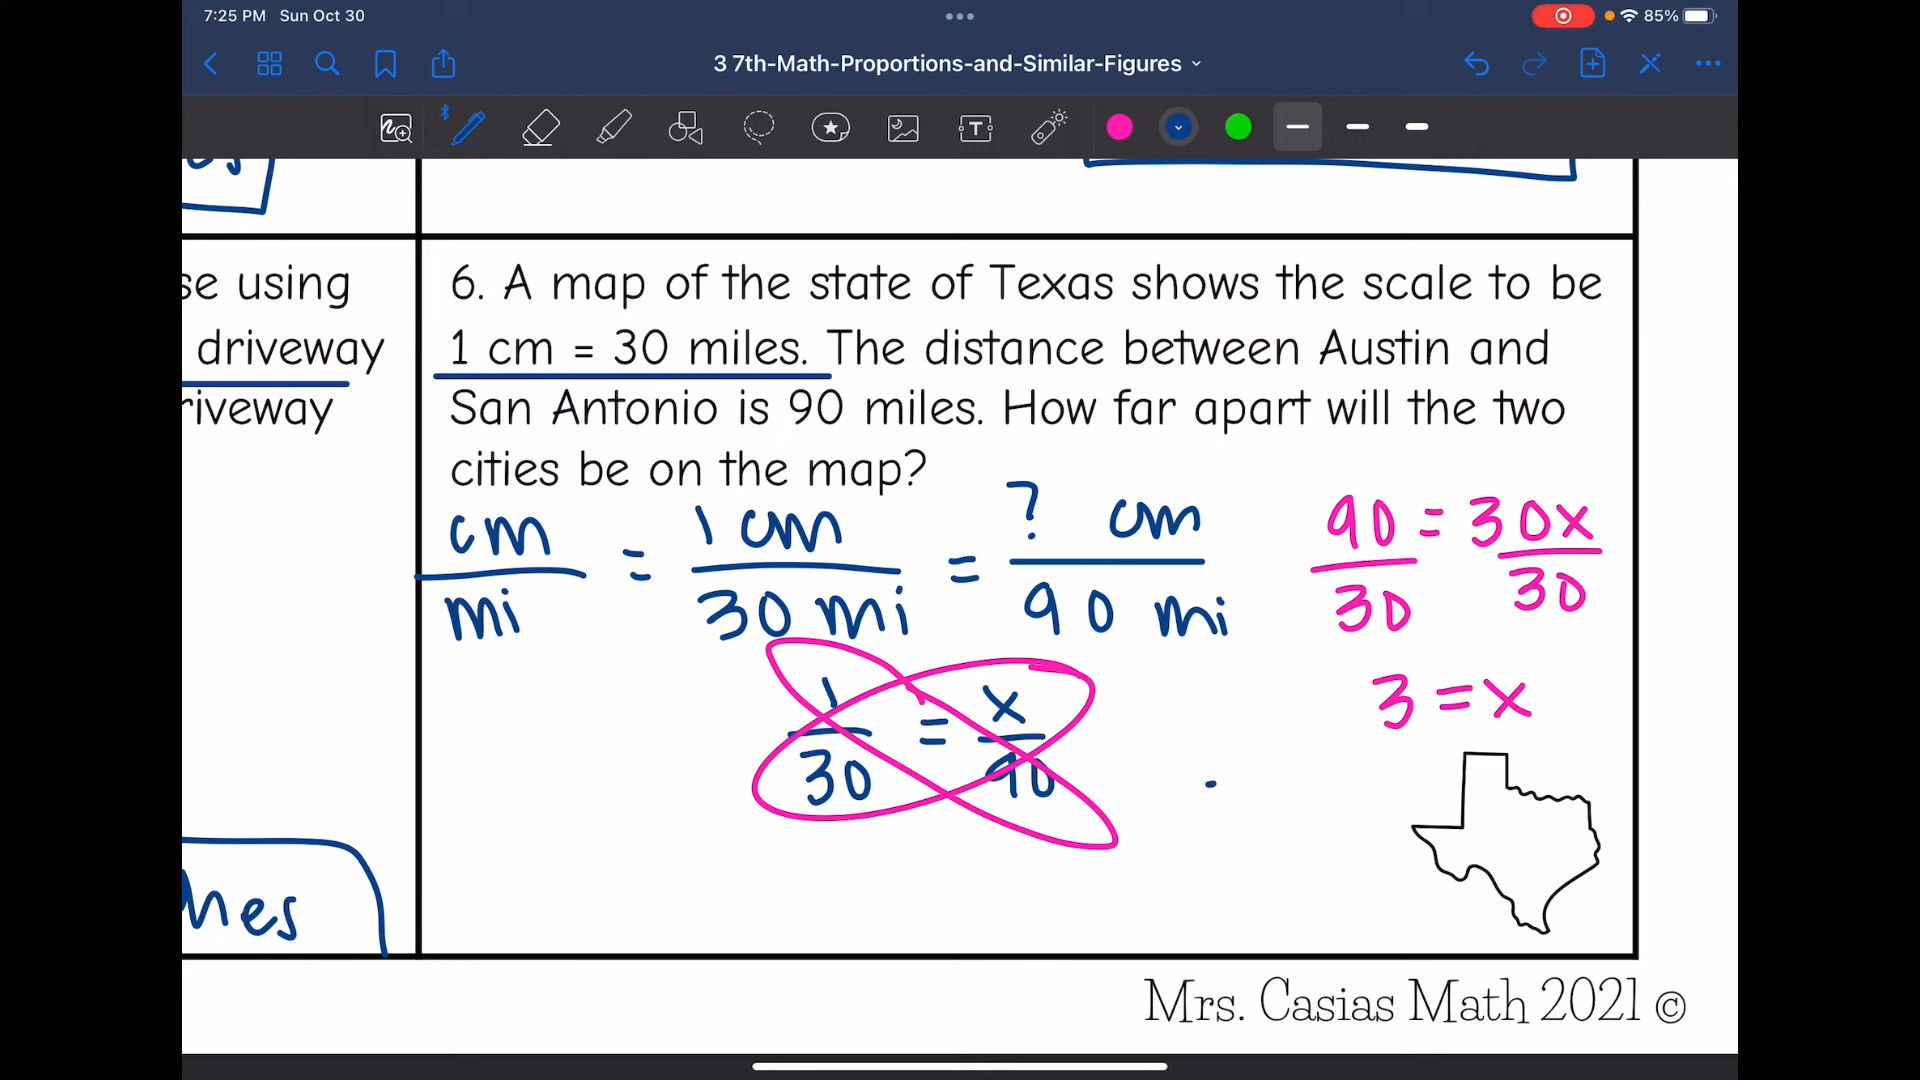 7:25 PM Sun Oct 30
85%
3 7th-Math-Proportions-and-Similar-Figures
se using
driveway
riveway
hes
6. A map of the state of Texas shows the scale to be
1 cm = 30 miles. The distance between Austin and
San Antonio is 90 miles. How far apart will the two
cities be on the map?
cm/mi = 1 cm/30 mi = ? cm/90 mi
1/30 = x/90
90/30 = 30x/30
3 = x
Mrs. Casias Math 2021 ©